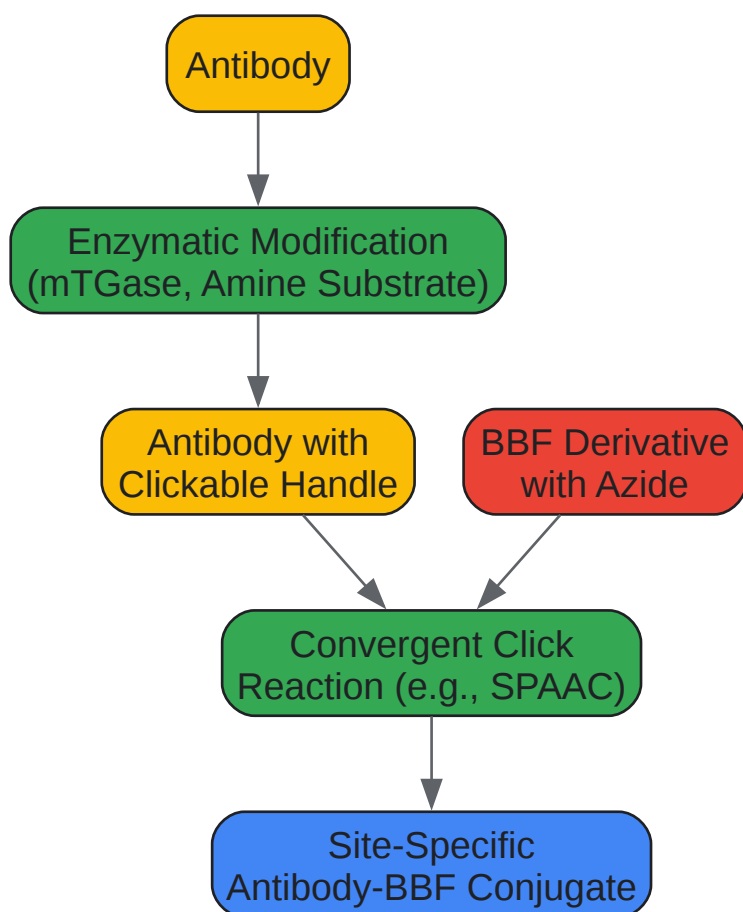 Antibody
Enzymatic Modification
(mTGase, Amine Substrate)
Antibody with
Clickable Handle
BBF Derivative
with Azide
Convergent Click
Reaction (e.g., SPAAC)
Site-Specific
Antibody-BBF Conjugate